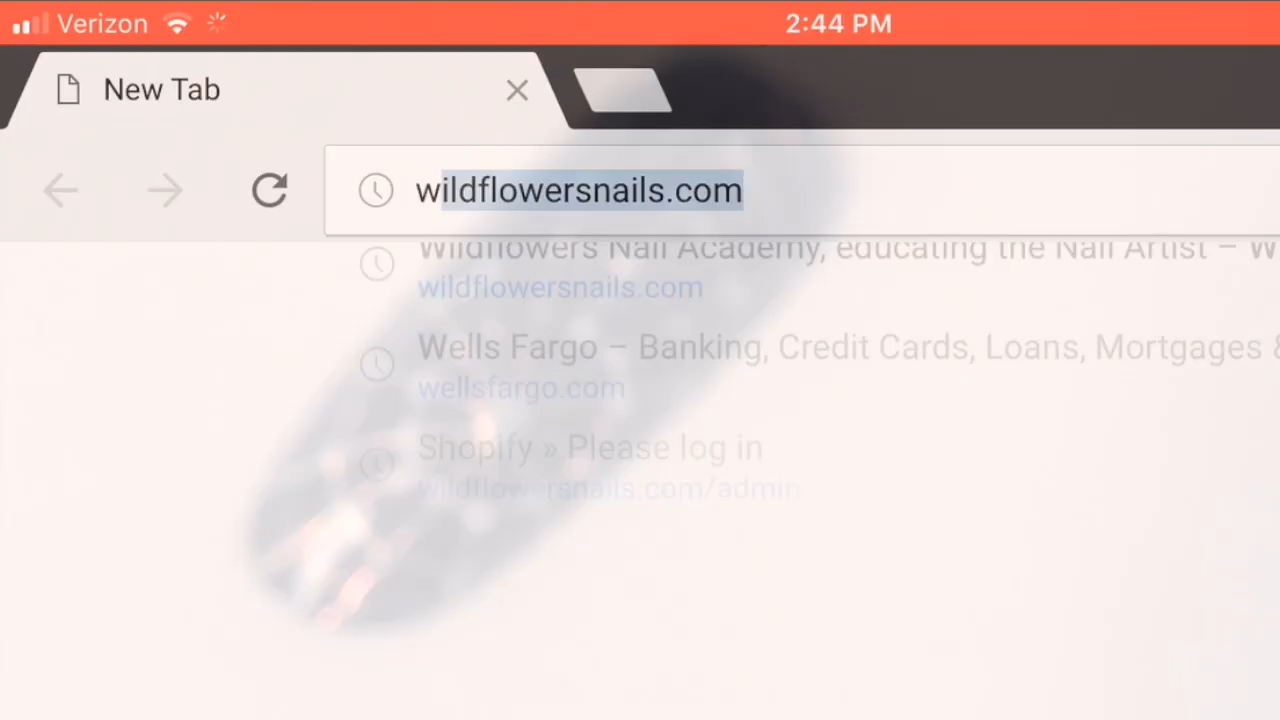 Verizon
2:44 PM
New Tab
wildflowersnails.com
Wildflowers Nail Academy, educating the Nail Artist – W
wildflowersnails.com
Wells Fargo – Banking, Credit Cards, Loans, Mortgages &
wellsfargo.com
Shopify » Please log in
wildflowersnails.com/admin